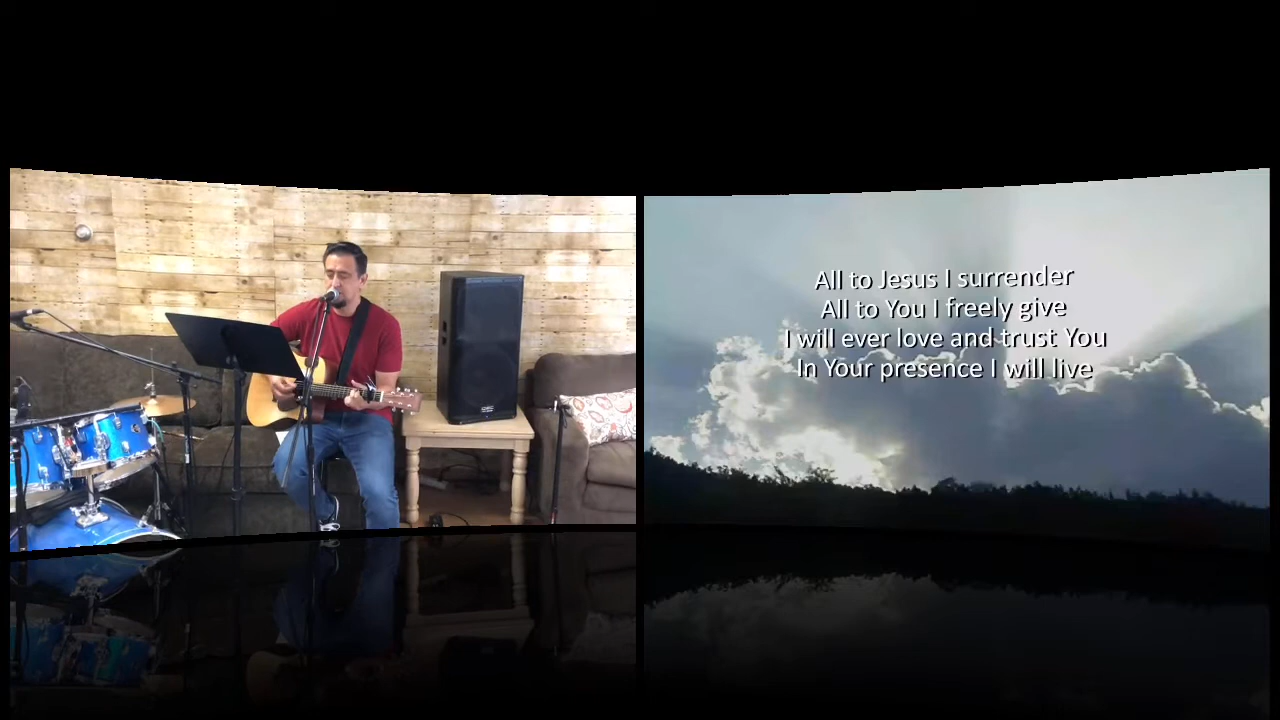 All to Jesus I surrender
All to You I freely give
I will ever love and trust You
In Your presence I will live